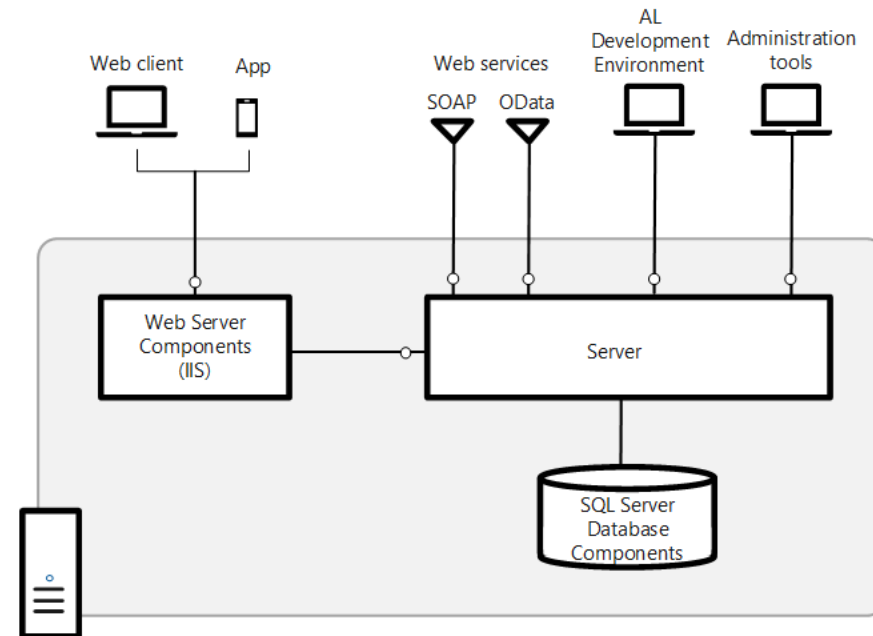 Web client
App
Web services
SOAP
OData
AL
Development
Environment
Administration
tools
Web Server
Components
(IIS)
Server
SQL Server
Database
Components